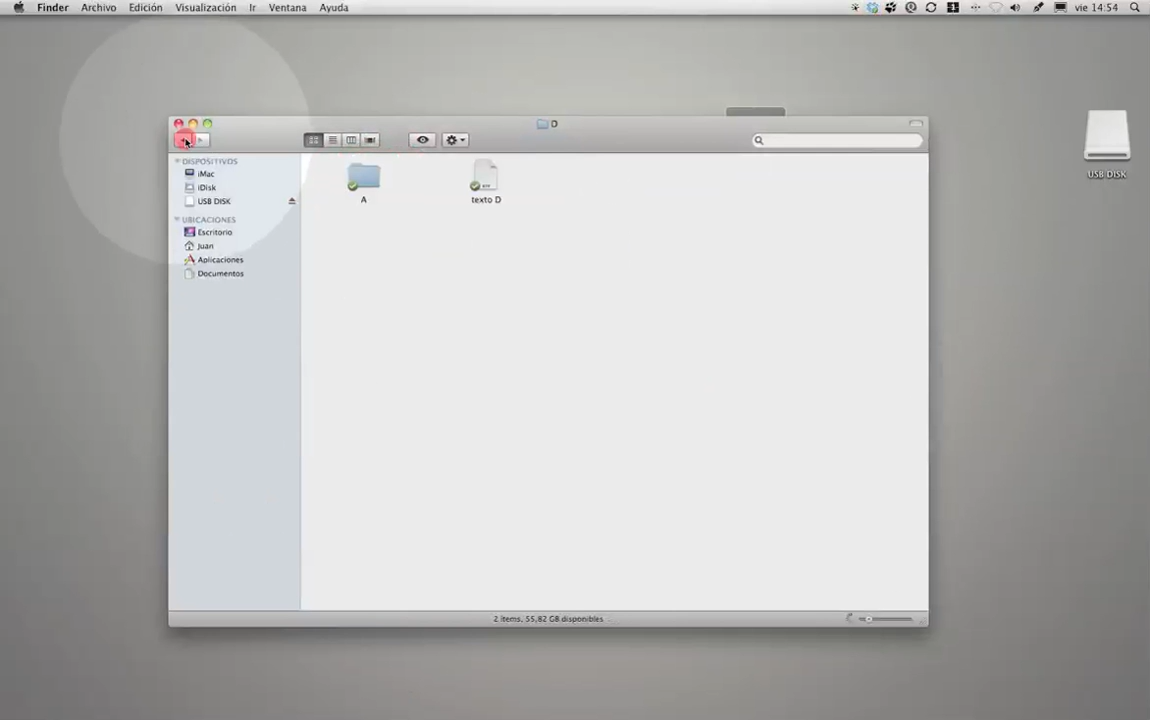 Finder Archivo Edición Visualización Ir Ventana Ayuda vie 14:54
D
DISPOSITIVOS
iMac
iDisk
USB DISK
UBICACIONES
Escritorio
Juan
Aplicaciones
Documentos
A
texto D
2 items, 55,82 GB disponibles
USB DISK